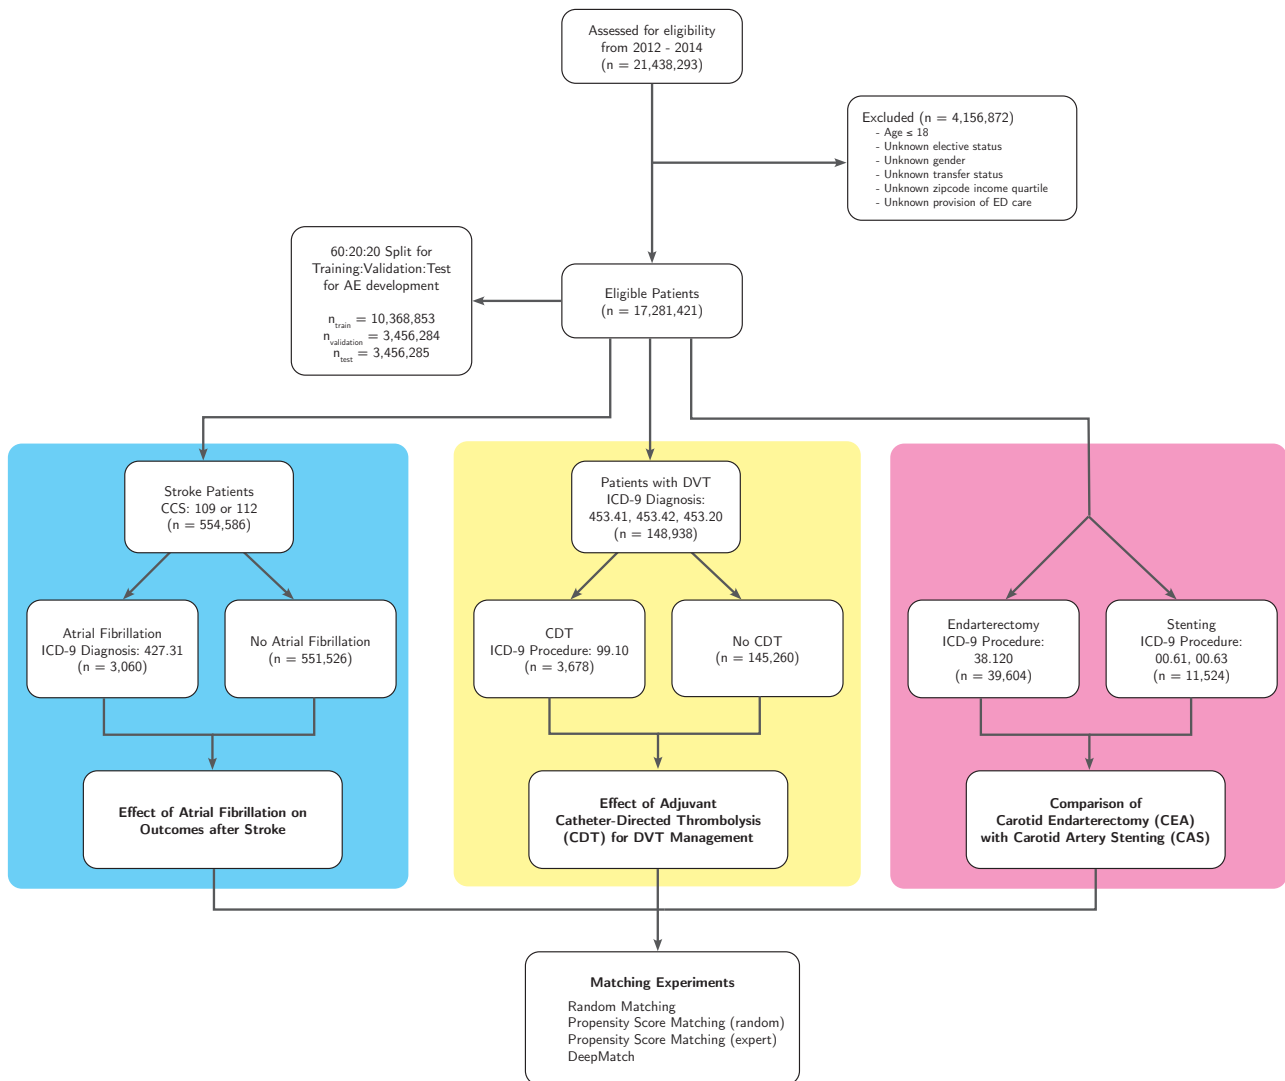 Assessed for eligibility
from 2012 - 2014
(n = 21,438,293)
Excluded (n = 4,156,872)
- Age ≤ 18
- Unknown elective status
- Unknown gender
- Unknown transfer status
- Unknown zipcode income quartile
- Unknown provision of ED care
60:20:20 Split for
Training:Validation:Test
for AE development
n_train = 10,368,853
n_validation = 3,456,284
n_test = 3,456,285
Eligible Patients
(n = 17,281,421)
Stroke Patients
CCS: 109 or 112
(n = 554,586)
Patients with DVT
ICD-9 Diagnosis:
453.41, 453.42, 453.20
(n = 148,938)
Atrial Fibrillation
ICD-9 Diagnosis: 427.31
(n = 3,060)
No Atrial Fibrillation
(n = 551,526)
CDT
ICD-9 Procedure: 99.10
(n = 3,678)
No CDT
(n = 145,260)
Endarterectomy
ICD-9 Procedure:
38.120
(n = 39,604)
Stenting
ICD-9 Procedure:
00.61, 00.63
(n = 11,524)
Effect of Atrial Fibrillation on
Outcomes after Stroke
Effect of Adjuvant
Catheter-Directed Thrombolysis
(CDT) for DVT Management
Comparison of
Carotid Endarterectomy (CEA)
with Carotid Artery Stenting (CAS)
Matching Experiments
Random Matching
Propensity Score Matching (random)
Propensity Score Matching (expert)
DeepMatch